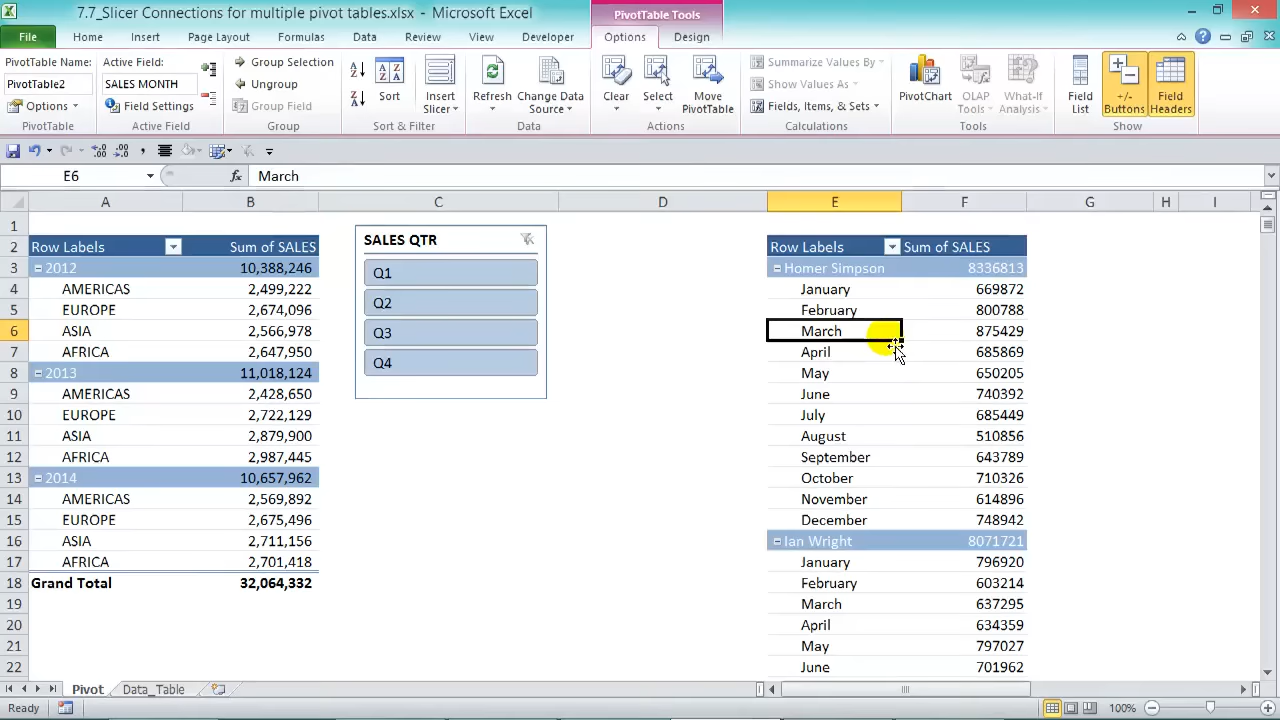 7.7_Slicer Connections for multiple pivot tables.xlsx - Microsoft Excel
PivotTable Tools
File Home Insert Page Layout Formulas Data Review View Developer Options Design
PivotTable Name:
PivotTable2
Options
PivotTable
Active Field:
SALES MONTH
Field Settings
Active Field
Group Selection
Ungroup
Group Field
Group
Sort
Insert Slicer
Sort & Filter
Refresh
Change Data Source
Data
Clear
Select
Move PivotTable
Actions
Summarize Values By
Show Values As
Fields, Items, & Sets
Calculations
PivotChart
OLAP Tools
What-If Analysis
Tools
Field List
+/- Buttons
Field Headers
Show
E6 fx March
A B C D E F G H I
1
2 Row Labels Sum of SALES Row Labels Sum of SALES
3 2012 10,388,246 Homer Simpson 8336813
4 AMERICAS 2,499,222 January 669872
5 EUROPE 2,674,096 February 800788
6 ASIA 2,566,978 March 875429
7 AFRICA 2,647,950 April 685869
8 2013 11,018,124 May 650205
9 AMERICAS 2,428,650 June 740392
10 EUROPE 2,722,129 July 685449
11 ASIA 2,879,900 August 510856
12 AFRICA 2,987,445 September 643789
13 2014 10,657,962 October 710326
14 AMERICAS 2,569,892 November 614896
15 EUROPE 2,675,496 December 748942
16 ASIA 2,711,156 Ian Wright 8071721
17 AFRICA 2,701,418 January 796920
18 Grand Total 32,064,332 February 603214
19 March 637295
20 April 634359
21 May 797027
22 June 701962
SALES QTR
Q1
Q2
Q3
Q4
Pivot Data_Table
Ready 100%